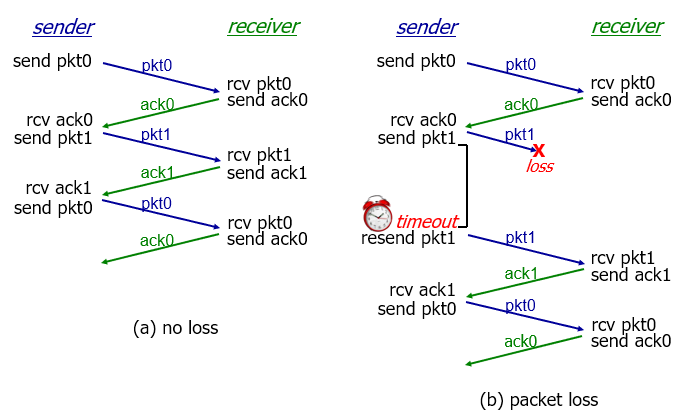 sender
receiver
send pkt0
pkt0
rcv pkt0
send ack0
ack0
rcv ack0
send pkt1
pkt1
rcv pkt1
send ack1
ack1
rcv ack1
send pkt0
pkt0
rcv pkt0
send ack0
ack0
(a) no loss
sender
receiver
send pkt0
pkt0
rcv pkt0
send ack0
ack0
rcv ack0
send pkt1
pkt1
X
loss
timeout
resend pkt1
pkt1
rcv pkt1
send ack1
ack1
rcv ack1
send pkt0
pkt0
rcv pkt0
send ack0
ack0
(b) packet loss